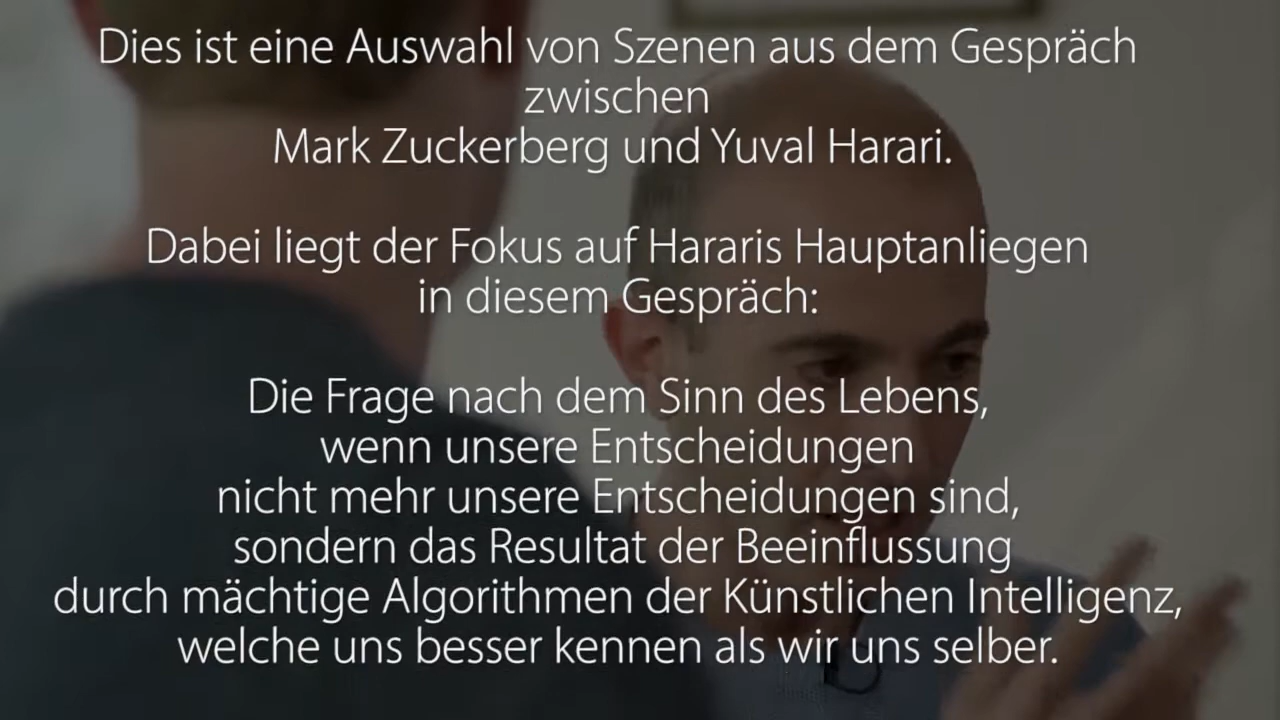 Dies ist eine Auswahl von Szenen aus dem Gespräch
zwischen
Mark Zuckerberg und Yuval Harari.
Dabei liegt der Fokus auf Hararis Hauptanliegen
in diesem Gespräch:
Die Frage nach dem Sinn des Lebens,
wenn unsere Entscheidungen
nicht mehr unsere Entscheidungen sind,
sondern das Resultat der Beeinflussung
durch mächtige Algorithmen der Künstlichen Intelligenz,
welche uns besser kennen als wir uns selber.